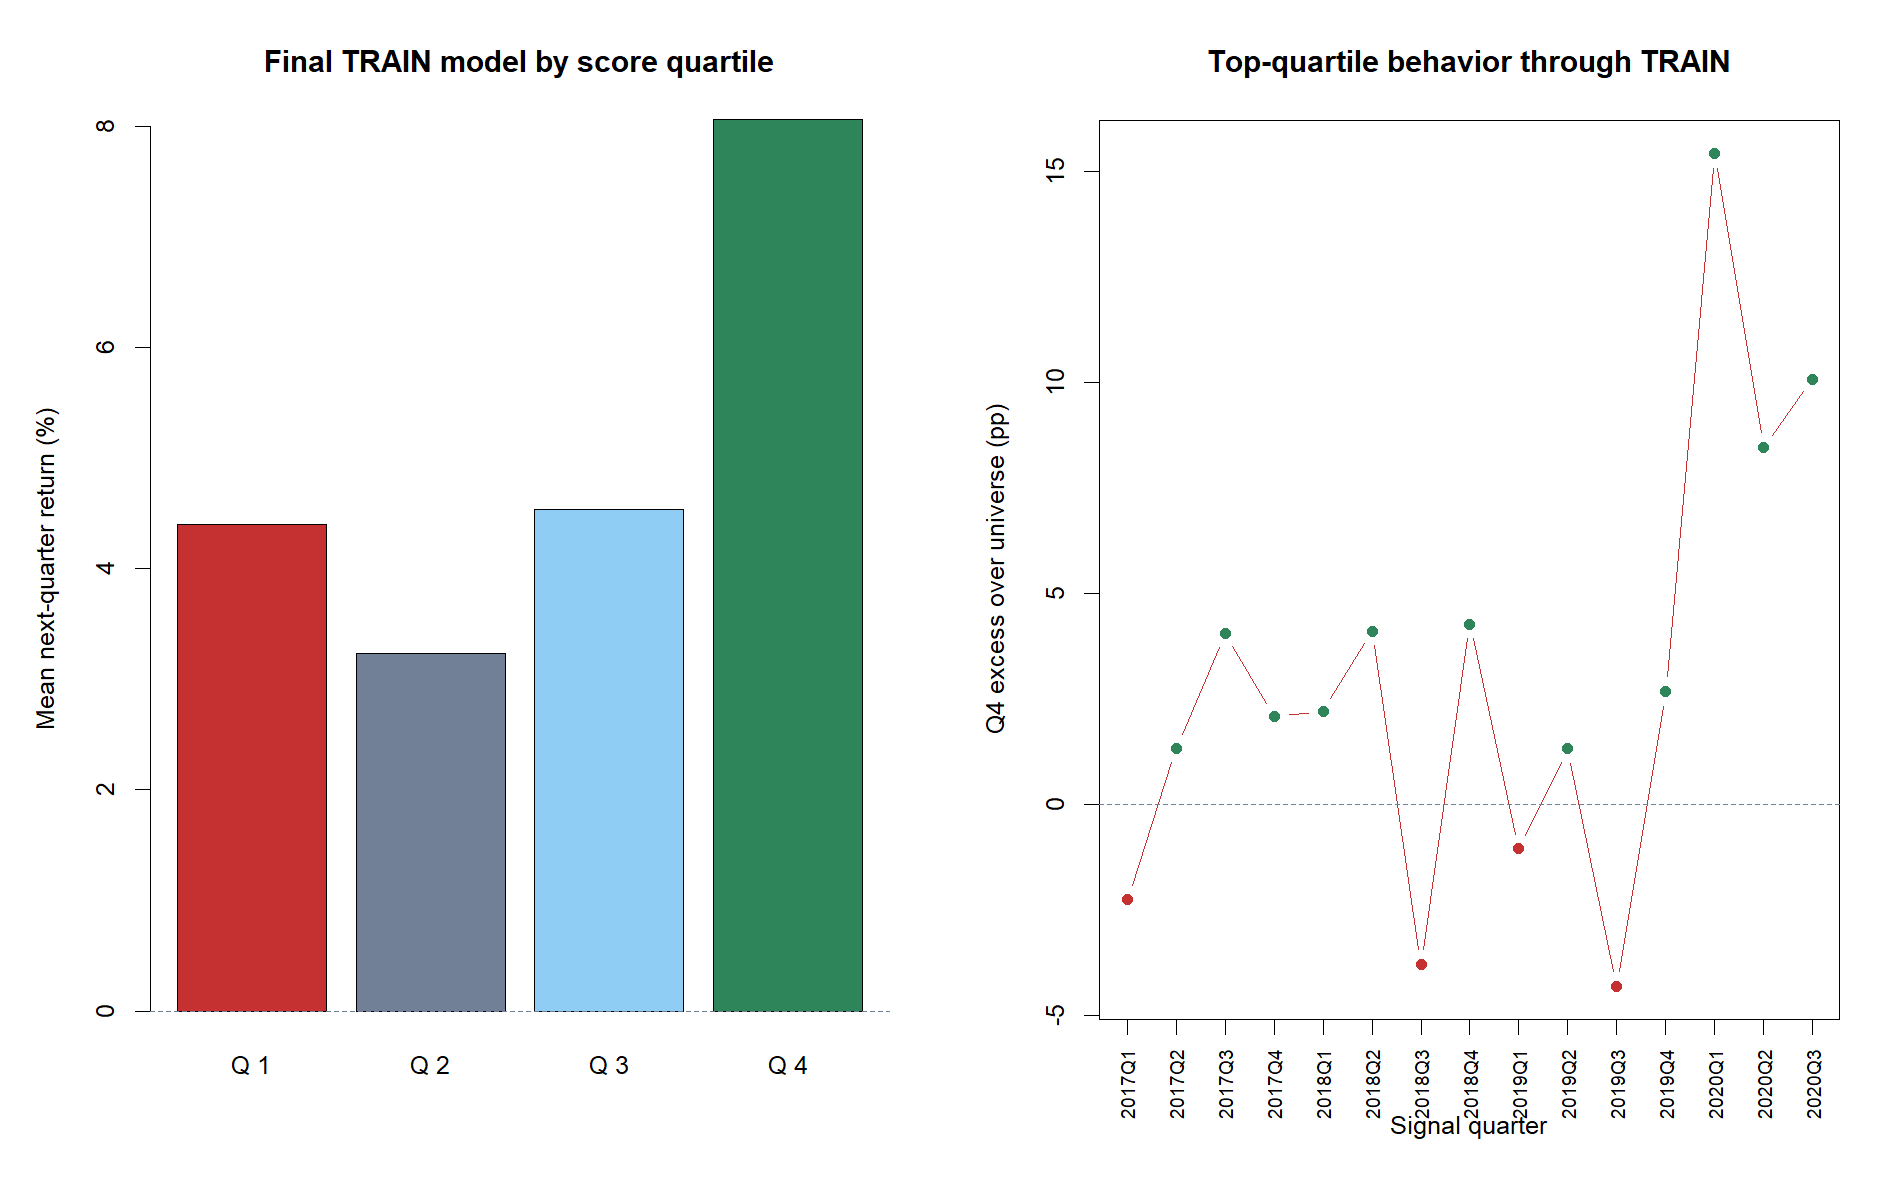 Final TRAIN model by score quartile
Mean next-quarter return (%)
8
6
4
2
0
Q 1
Q 2
Q 3
Q 4
Top-quartile behavior through TRAIN
Q4 excess over universe (pp)
15
10
5
0
-5
2017Q1
2017Q2
2017Q3
2017Q4
2018Q1
2018Q2
2018Q3
2018Q4
2019Q1
2019Q2
2019Q3
2019Q4
2020Q1
2020Q2
2020Q3
Signal quarter